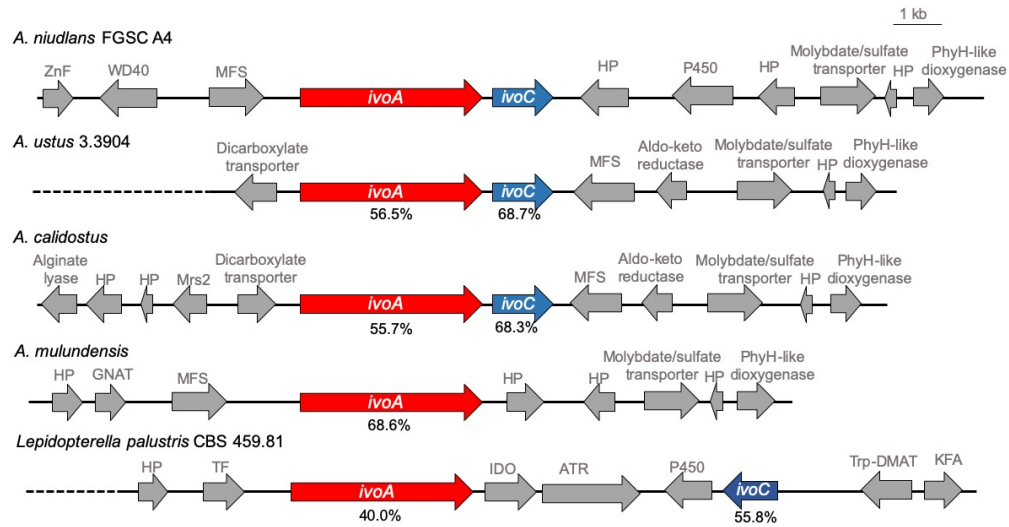 1 kb
A. niudlans FGSC A4
ZnF WD40 MFS ivoA ivoC HP P450 HP Molybdate/sulfate
transporter HP PhyH-like
dioxygenase
A. ustus 3.3904
Dicarboxylate
transporter ivoA ivoC MFS Aldo-keto
reductase Molybdate/sulfate
transporter HP PhyH-like
dioxygenase
56.5% 68.7%
A. calidostus
Alginate
lyase HP HP Mrs2 Dicarboxylate
transporter ivoA ivoC MFS Aldo-keto
reductase Molybdate/sulfate
transporter HP PhyH-like
dioxygenase
55.7% 68.3%
A. mulundensis
HP GNAT MFS ivoA HP HP Molybdate/sulfate
transporter HP PhyH-like
dioxygenase
68.6%
Lepidopterella palustris CBS 459.81
HP TF ivoA IDO ATR P450 ivoC Trp-DMAT KFA
40.0% 55.8%